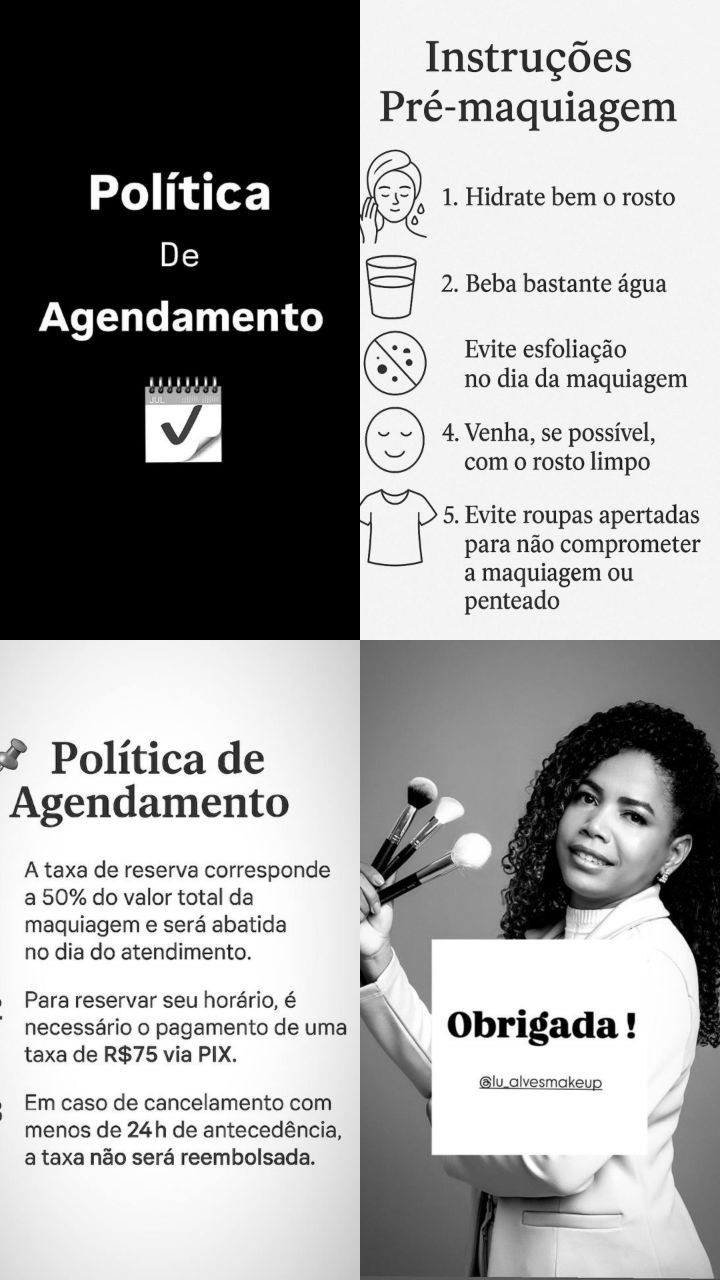 Política
De
Agendamento
JUL
Instruções
Pré-maquiagem
1. Hidrate bem o rosto
2. Beba bastante água
Evite esfoliação
no dia da maquiagem
4. Venha, se possível,
com o rosto limpo
5. Evite roupas apertadas
para não comprometer
a maquiagem ou
penteado
Política de
Agendamento
A taxa de reserva corresponde
a 50% do valor total da
maquiagem e será abatida
no dia do atendimento.
Para reservar seu horário, é
necessário o pagamento de uma
taxa de R$75 via PIX.
Em caso de cancelamento com
menos de 24h de antecedência,
a taxa não será reembolsada.
Obrigada !
@lu_alvesmakeup